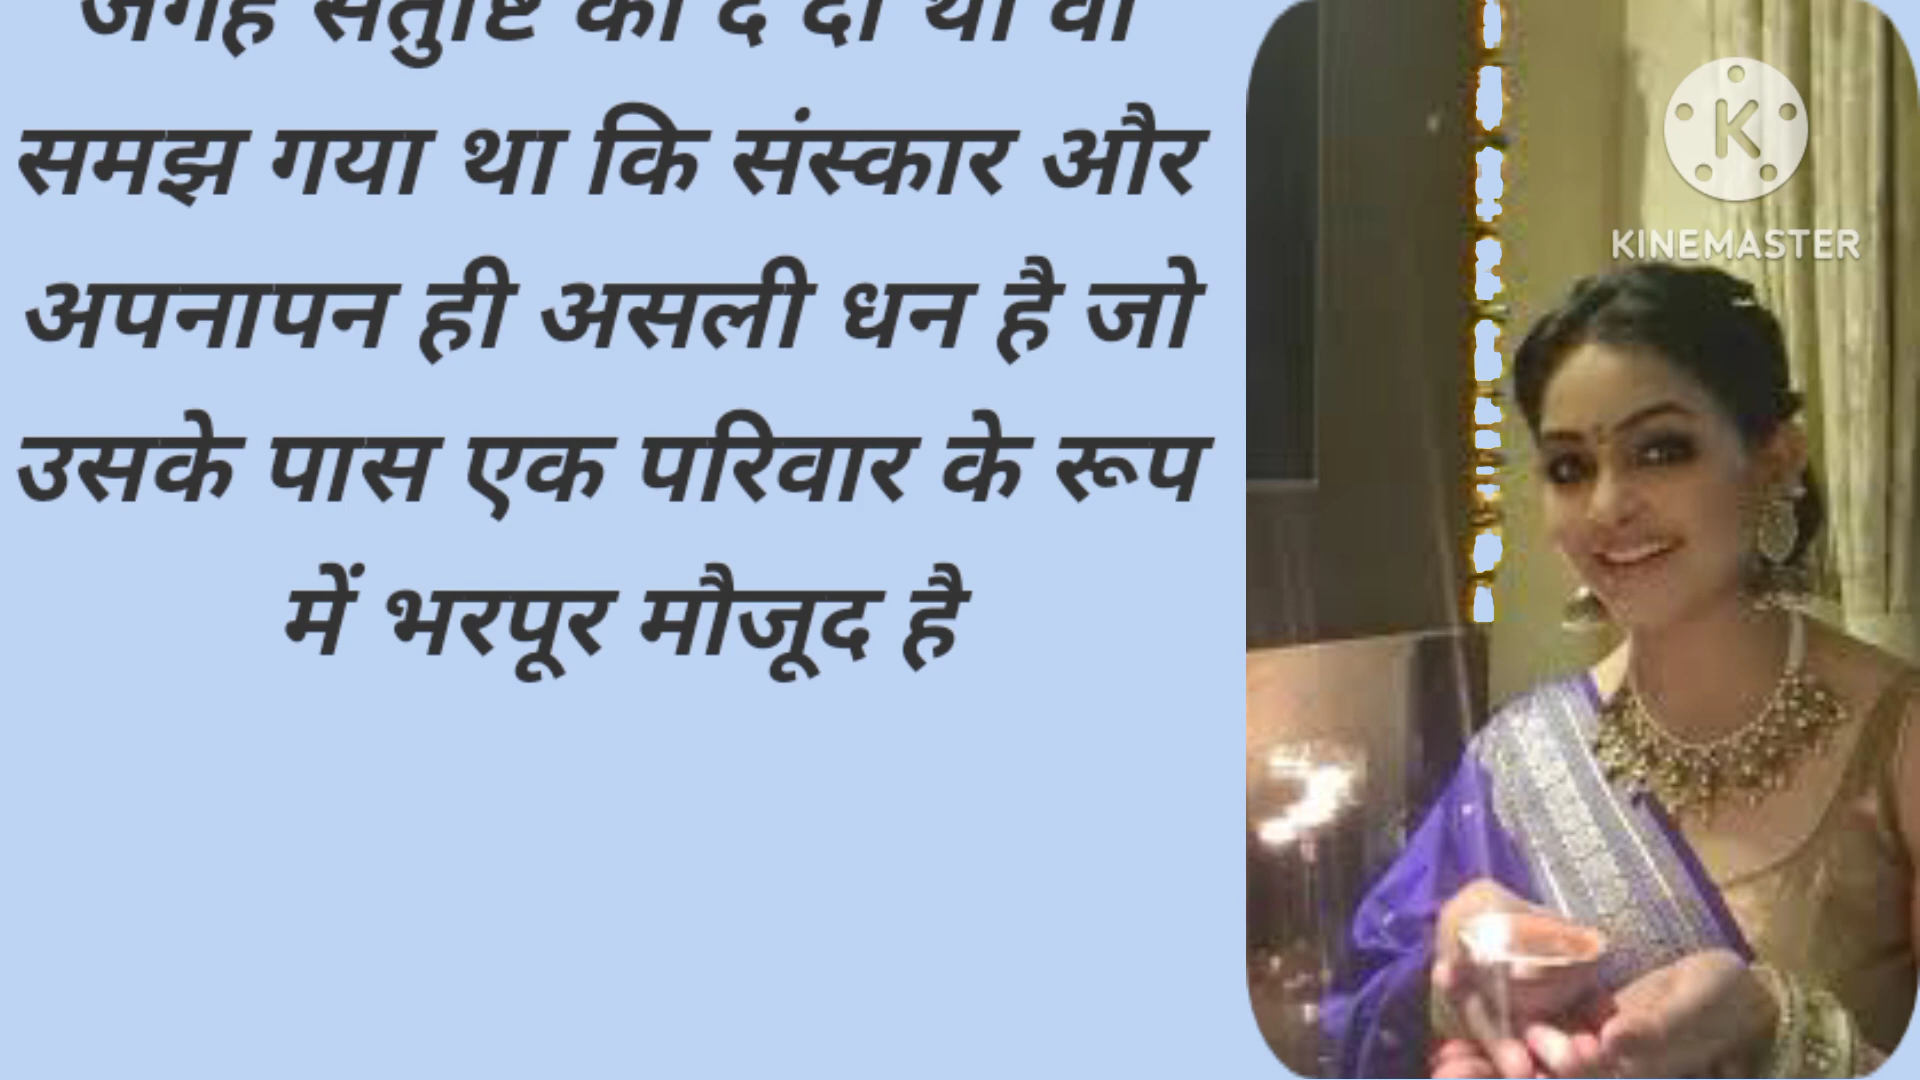 समझ गया था कि संस्कार और
अपनापन ही असली धन है जो
उसके पास एक परिवार के रूप
में भरपूर मौजूद है
K
KINEMASTER